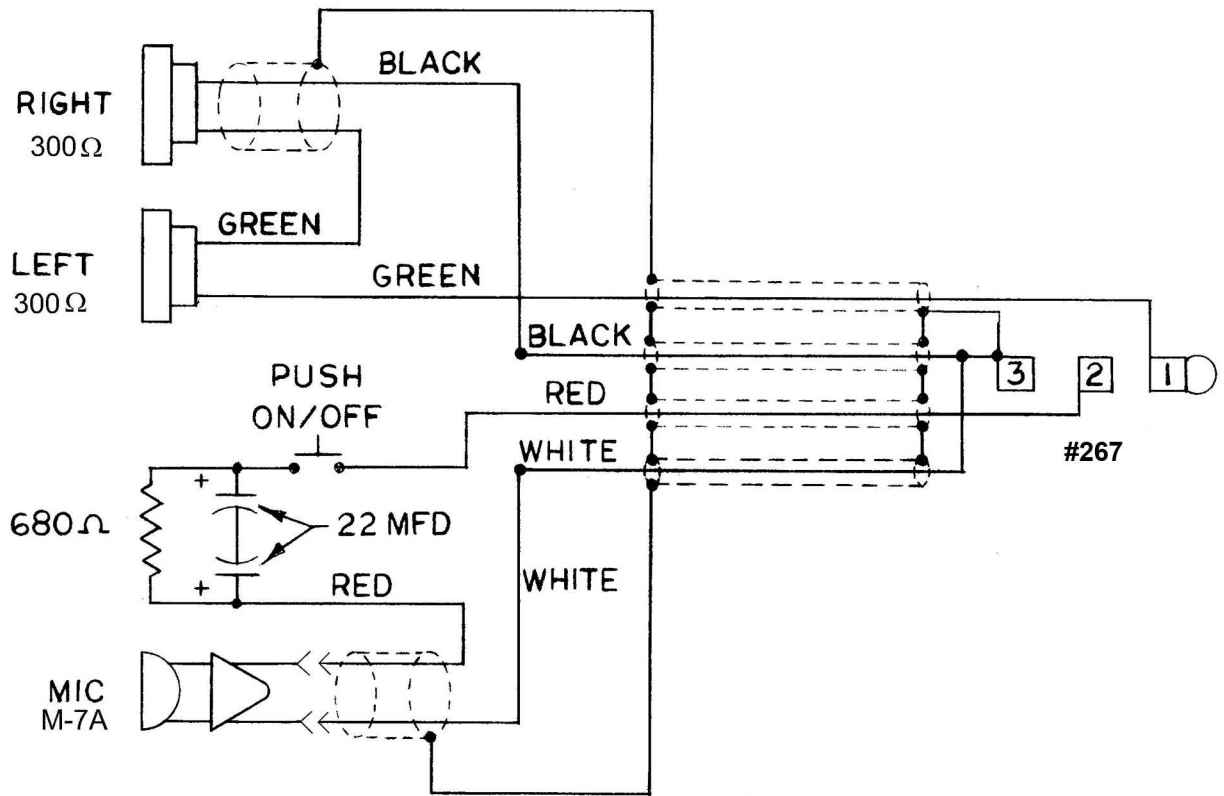 BLACK
RIGHT
300Ω
GREEN
LEFT
300Ω
GREEN
BLACK
3
2
1
PUSH
ON/OFF
RED
#267
WHITE
+
680Ω
22 MFD
+
RED
WHITE
MIC
M-7A